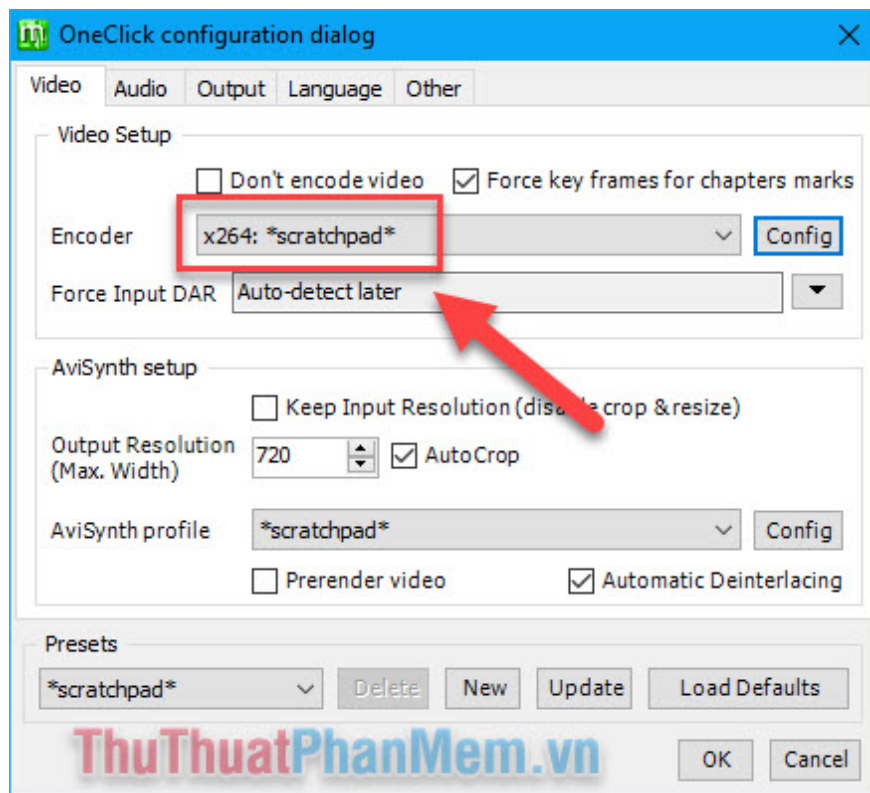 OneClick configuration dialog
Video Audio Output Language Other
Video Setup
Don't encode video Force key frames for chapters marks
Encoder x264: *scratchpad* Config
Force Input DAR Auto-detect later
AviSynth setup
Keep Input Resolution (disable crop & resize)
Output Resolution
(Max. Width) 720 AutoCrop
AviSynth profile *scratchpad* Config
Prerender video Automatic Deinterlacing
Presets
*scratchpad* Delete New Update Load Defaults
ThuThuatPhanMem.vn OK Cancel